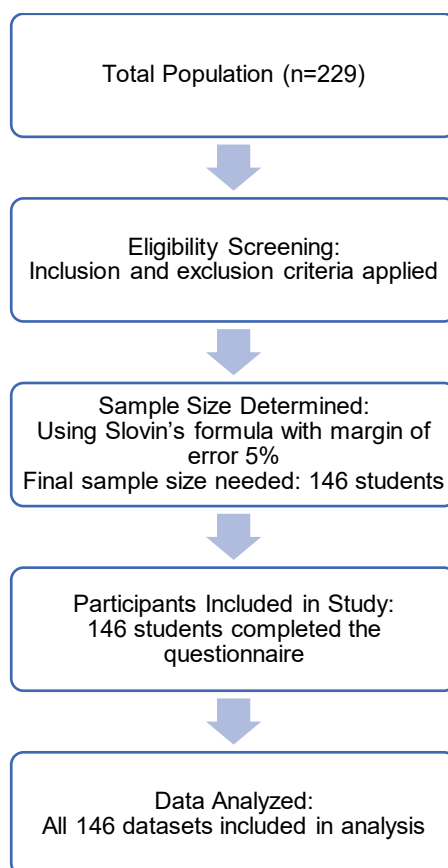 Total Population (n=229)
Eligibility Screening:
Inclusion and exclusion criteria applied
Sample Size Determined:
Using Slovin’s formula with margin of
error 5%
Final sample size needed: 146 students
Participants Included in Study:
146 students completed the
questionnaire
Data Analyzed:
All 146 datasets included in analysis